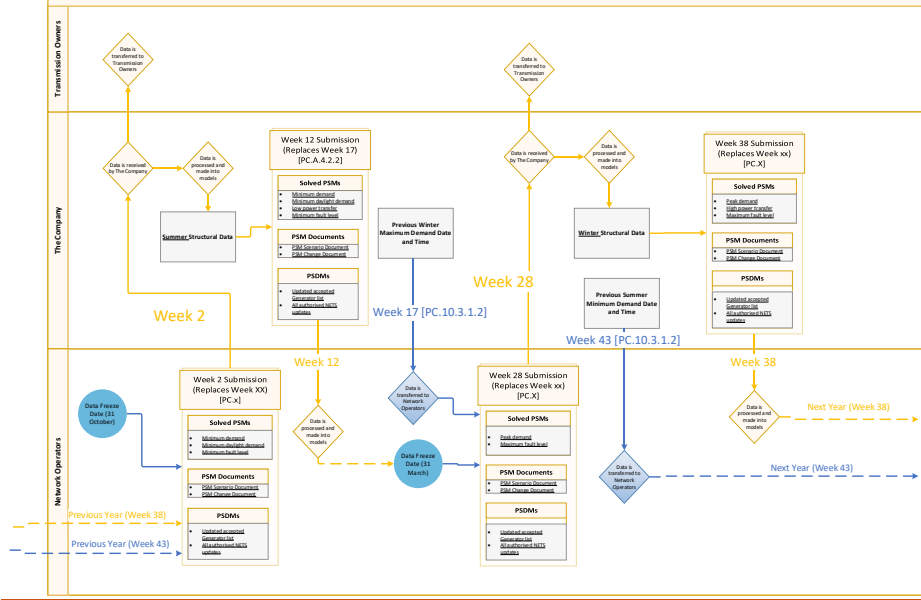 Transmission Owners
Data is
transferred to
Transmission
Owners
Data is
transferred to
Transmission
Owners
The Company
Data is received
by The Company
Data is
processed and
made into
models
Summer Structural Data
Week 12 Submission
(Replaces Week 17)
[PC.A.4.2.2]
Solved PSMs
• Minimum demand
• Minimum daylight demand
• Low power transfer
• Minimum fault level
PSM Documents
• PSM Scenario Document
• PSM Change Document
PSDMs
• Updated accepted
Generator list
• All authorised NETS
updates
Previous Winter
Maximum Demand Date
and Time
Data is received
by The Company
Data is
processed and
made into
models
Winter Structural Data
Previous Summer
Minimum Demand Date
and Time
Week 38 Submission
(Replaces Week xx)
[PC.X]
Solved PSMs
• Peak demand
• High power transfer
• Maximum fault level
PSM Documents
• PSM Scenario Document
• PSM Change Document
PSDMs
• Updated accepted
Generator list
• All authorised NETS
updates
Week 2
Week 17 [PC.10.3.1.2]
Week 28
Week 43 [PC.10.3.1.2]
Week 12
Week 38
Network Operators
Data Freeze
Date (31
October)
Week 2 Submission
(Replaces Week XX)
[PC.x]
Solved PSMs
• Minimum demand
• Minimum daylight demand
• Minimum fault level
PSM Documents
• PSM Scenario Document
• PSM Change Document
PSDMs
• Updated accepted
Generator list
• All authorised NETS
updates
Previous Year (Week 38)
Previous Year (Week 43)
Data is
processed and
made into
models
Data is
transferred to
Network
Operators
Data Freeze
Date (31
March)
Week 28 Submission
(Replaces Week xx)
[PC.X]
Solved PSMs
• Peak demand
• Maximum fault level
PSM Documents
• PSM Scenario Document
• PSM Change Document
PSDMs
• Updated accepted
Generator list
• All authorised NETS
updates
Data is
transferred to
Network
Operators
Data is
processed and
made into
models
Next Year (Week 38)
Next Year (Week 43)